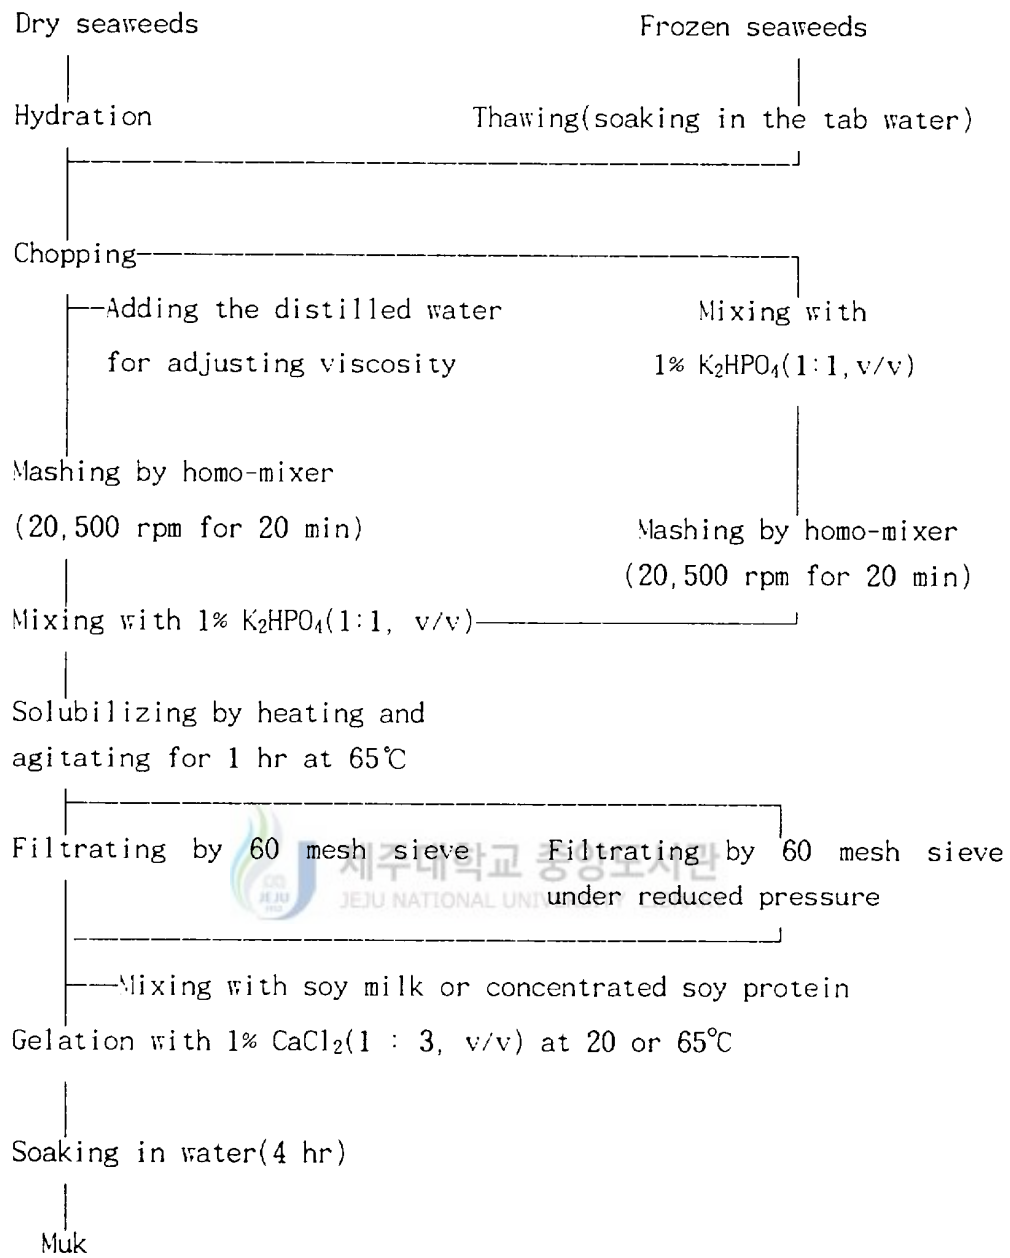 Dry seaweeds
Frozen seaweeds
Hydration
Thawing(soaking in the tab water)
Chopping
Adding the distilled water
for adjusting viscosity
Mixing with
1% K₂HPO₄(1:1, v/v)
Mashing by homo-mixer
(20,500 rpm for 20 min)
Mashing by homo-mixer
(20,500 rpm for 20 min)
Mixing with 1% K₂HPO₄(1:1, v/v)
Solubilizing by heating and
agitating for 1 hr at 65℃
Filtrating by 60 mesh sieve
Filtrating by 60 mesh sieve
under reduced pressure
제주대학교 중앙도서관
JEJU NATIONAL UNIVERSITY LIBRARY
JEJU
1952
Mixing with soy milk or concentrated soy protein
Gelation with 1% CaCl₂(1 : 3, v/v) at 20 or 65℃
Soaking in water(4 hr)
Muk